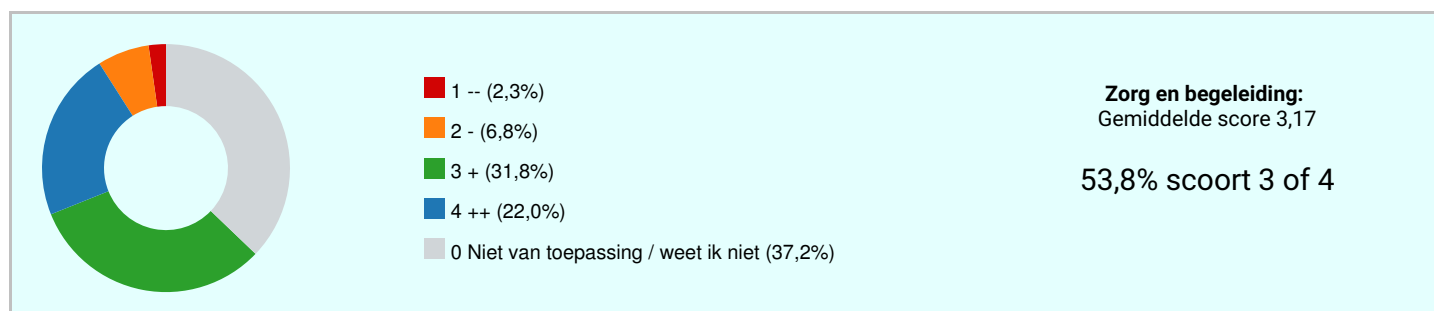 1 -- (2,3%)
2 - (6,8%)
3 + (31,8%)
4 ++ (22,0%)
0 Niet van toepassing / weet ik niet (37,2%)
Zorg en begeleiding:
Gemiddelde score 3,17
53,8% scoort 3 of 4